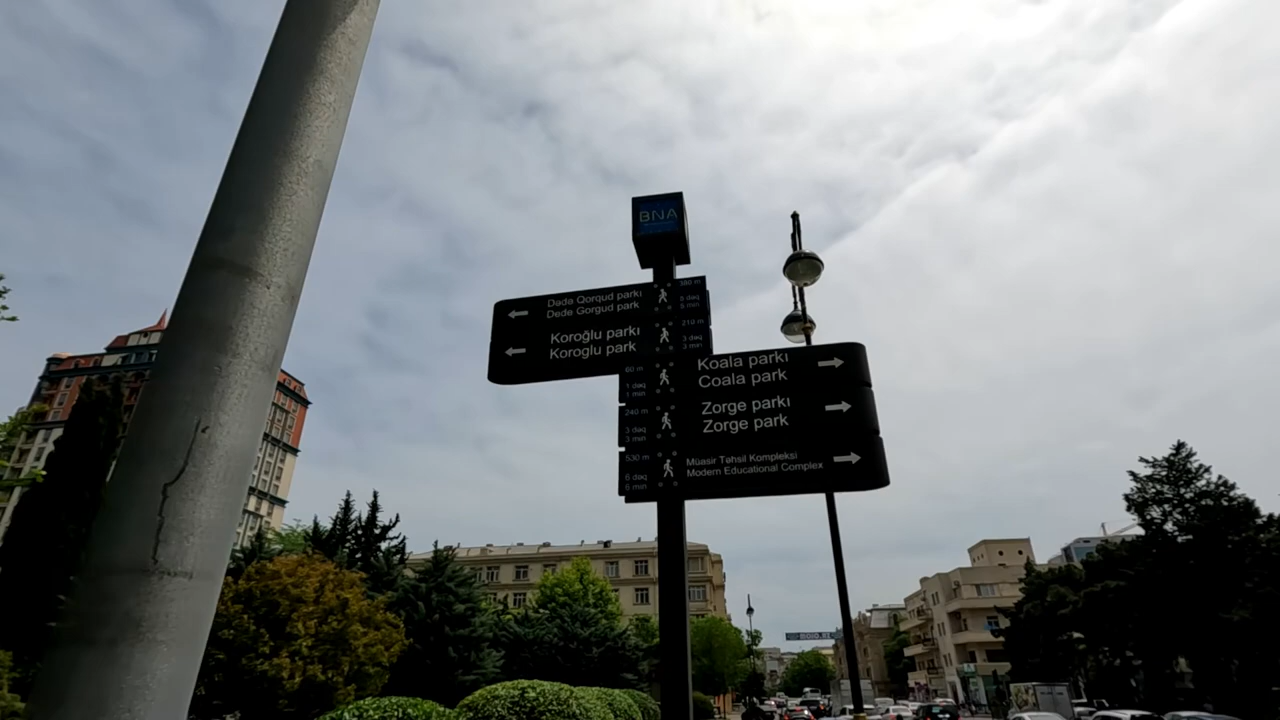 BNA
Dədə Qorqud parkı
Dede Gorgud park
380 m
5 dəq
5 min
Koroğlu parkı
Koroglu park
210 m
3 dəq
3 min
60 m
1 dəq
1 min
Koala parkı
Coala park
240 m
3 dəq
3 min
Zorge parkı
Zorge park
530 m
6 dəq
6 min
Müasir Təhsil Kompleksi
Modern Educational Complex